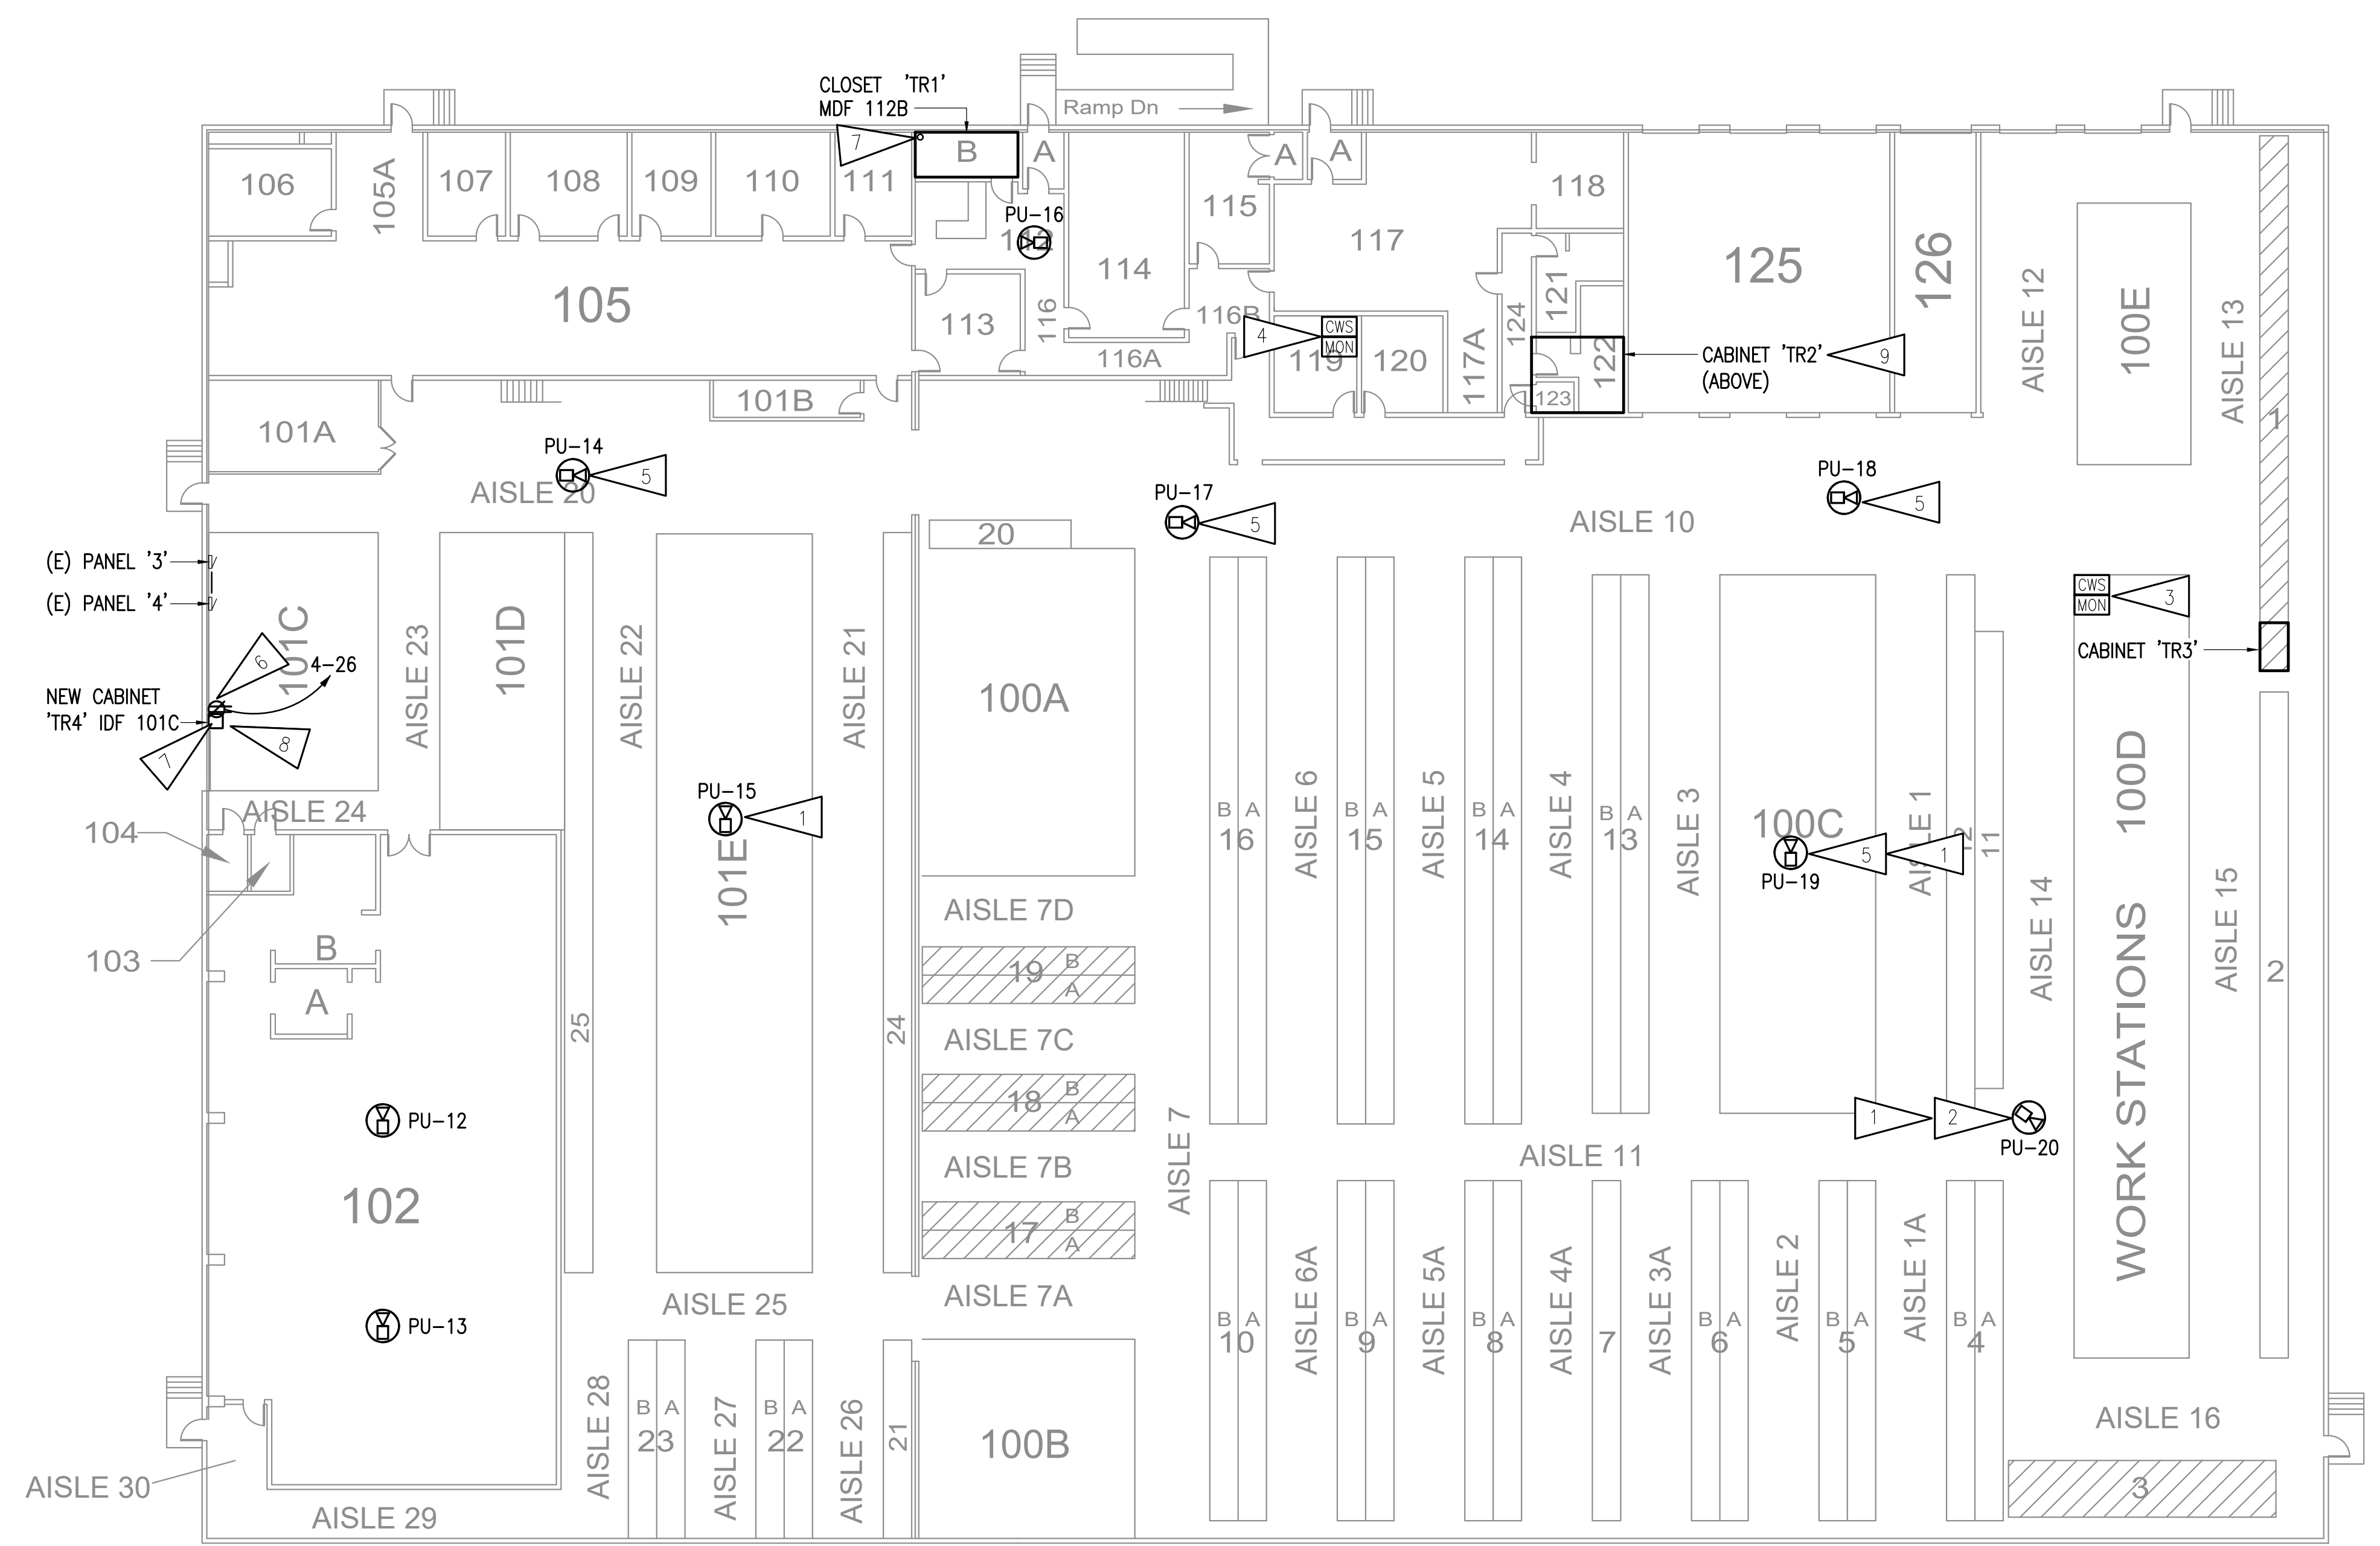 CLOSET 'TR1'
MDF 112B
Ramp Dn
7
B
A
A
A
106
105A
107
108
109
110
111
PU-16
112
115
118
114
117
125
126
AISLE 12
100E
AISLE 13
1
105
113
116
116A
116B
4
CWS
MON
119
120
117A
124
121
122
123
CABINET 'TR2'
(ABOVE)
9
101A
101B
PU-14
5
AISLE 20
PU-17
5
PU-18
5
AISLE 10
20
(E) PANEL '3'
(E) PANEL '4'
101C
AISLE 23
101D
AISLE 22
AISLE 21
100A
CWS
MON
3
CABINET 'TR3'
6
4-26
NEW CABINET
'TR4' IDF 101C
7
8
PU-15
1
101E
AISLE 24
104
103
B
A
25
24
AISLE 7D
19
B
A
AISLE 7C
18
B
A
AISLE 7B
17
B
A
AISLE 7A
AISLE 7
B A
16
AISLE 6
B A
15
AISLE 5
B A
14
AISLE 4
B A
13
AISLE 3
100C
5
1
PU-19
AISLE 1
12
11
AISLE 14
100D
WORK STATIONS
AISLE 15
2
1
2
PU-20
AISLE 11
PU-12
102
PU-13
AISLE 25
AISLE 28
B A
23
AISLE 27
B A
22
AISLE 26
21
100B
B A
10
AISLE 6A
B A
9
AISLE 5A
B A
8
AISLE 4A
7
AISLE 3A
B A
6
AISLE 2
B A
5
AISLE 1A
B A
4
AISLE 16
3
AISLE 30
AISLE 29